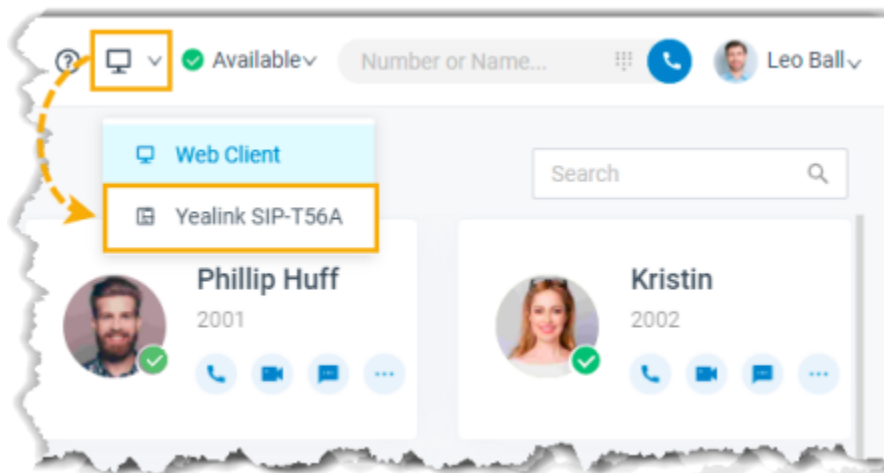 Available
Number or Name...
Leo Ball
Web Client
Search
Yealink SIP-T56A
Phillip Huff
Kristin
2001
2002